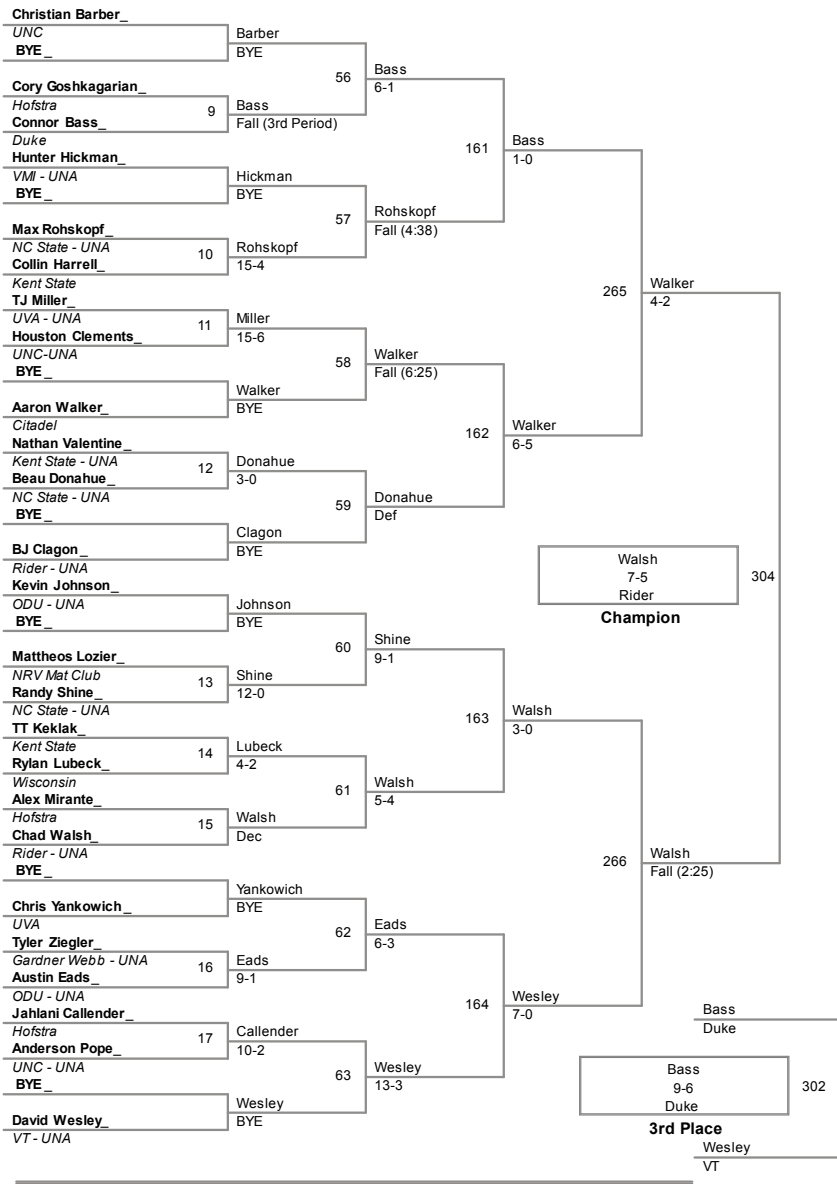 Christian Barber_
UNC
BYE _
Barber
BYE
56
Bass
6-1
Cory Goshkagarian_
Hofstra
Connor Bass_
Duke
9
Bass
Fall (3rd Period)
161
Bass
1-0
Hunter Hickman_
VMI - UNA
BYE _
Hickman
BYE
57
Rohskopf
Fall (4:38)
Max Rohskopf_
NC State - UNA
Collin Harrell_
Kent State
10
Rohskopf
15-4
265
Walker
4-2
TJ Miller_
UVA - UNA
Houston Clements_
UNC-UNA
11
Miller
15-6
58
Walker
Fall (6:25)
BYE _
Aaron Walker_
Citadel
Walker
BYE
162
Walker
6-5
Nathan Valentine_
Kent State - UNA
Beau Donahue_
NC State - UNA
12
Donahue
3-0
59
Donahue
Def
BYE _
BJ Clagon_
Rider - UNA
Clagon
BYE
Walsh
7-5
Rider
304
Champion
Kevin Johnson_
ODU - UNA
BYE _
Johnson
BYE
60
Shine
9-1
Mattheos Lozier_
NRV Mat Club
Randy Shine_
NC State - UNA
13
Shine
12-0
163
Walsh
3-0
TT Keklak_
Kent State
Rylan Lubeck_
Wisconsin
14
Lubeck
4-2
61
Walsh
5-4
Alex Mirante_
Hofstra
Chad Walsh_
Rider - UNA
15
Walsh
Dec
266
Walsh
Fall (2:25)
BYE _
Chris Yankowich_
UVA
Yankowich
BYE
62
Eads
6-3
Tyler Ziegler_
Gardner Webb - UNA
Austin Eads_
ODU - UNA
16
Eads
9-1
164
Wesley
7-0
Jahlani Callender_
Hofstra
Anderson Pope_
UNC - UNA
17
Callender
10-2
63
Wesley
13-3
BYE _
David Wesley_
VT - UNA
Wesley
BYE
Bass
Duke
Bass
9-6
Duke
302
3rd Place
Wesley
VT